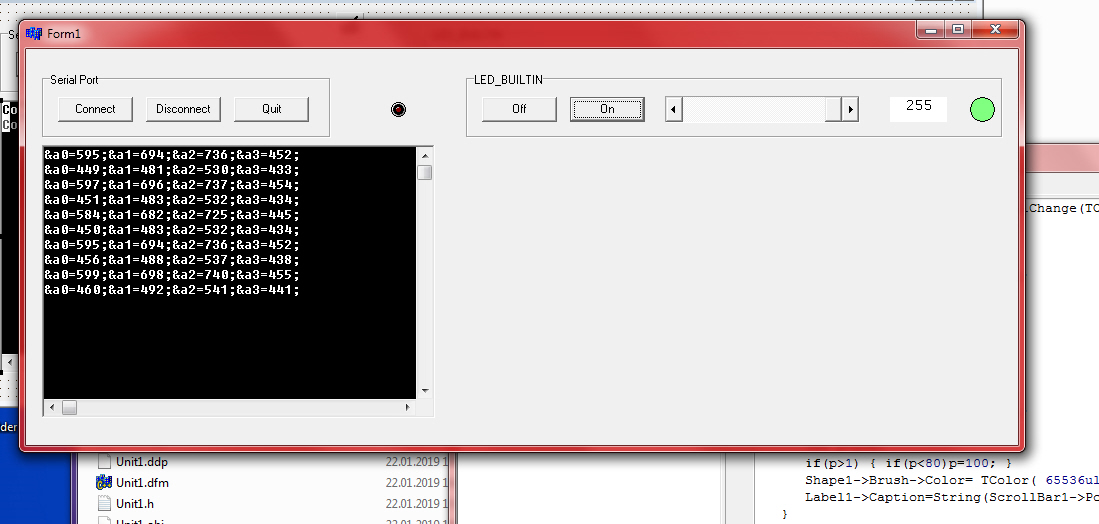 Form1
Serial Port
LED_BUILTIN
Connect Disconnect Quit
Off On
255
&a0=595;&a1=694;&a2=736;&a3=452;
&a0=449;&a1=481;&a2=530;&a3=433;
&a0=597;&a1=696;&a2=737;&a3=454;
&a0=451;&a1=483;&a2=532;&a3=434;
&a0=584;&a1=682;&a2=725;&a3=445;
&a0=450;&a1=483;&a2=532;&a3=434;
&a0=595;&a1=694;&a2=736;&a3=452;
&a0=456;&a1=488;&a2=537;&a3=438;
&a0=599;&a1=698;&a2=740;&a3=455;
&a0=460;&a1=492;&a2=541;&a3=441;
Se
Co
Co
.Change(TC
der
Unit1.ddp 22.01.2019 1
Unit1.dfm 22.01.2019 1
Unit1.h 22.01.2019 1
if(p>1) { if(p<80)p=100; }
Shape1->Brush->Color= TColor( 65536ul
Label1->Caption=String(ScrollBar1->Po
}